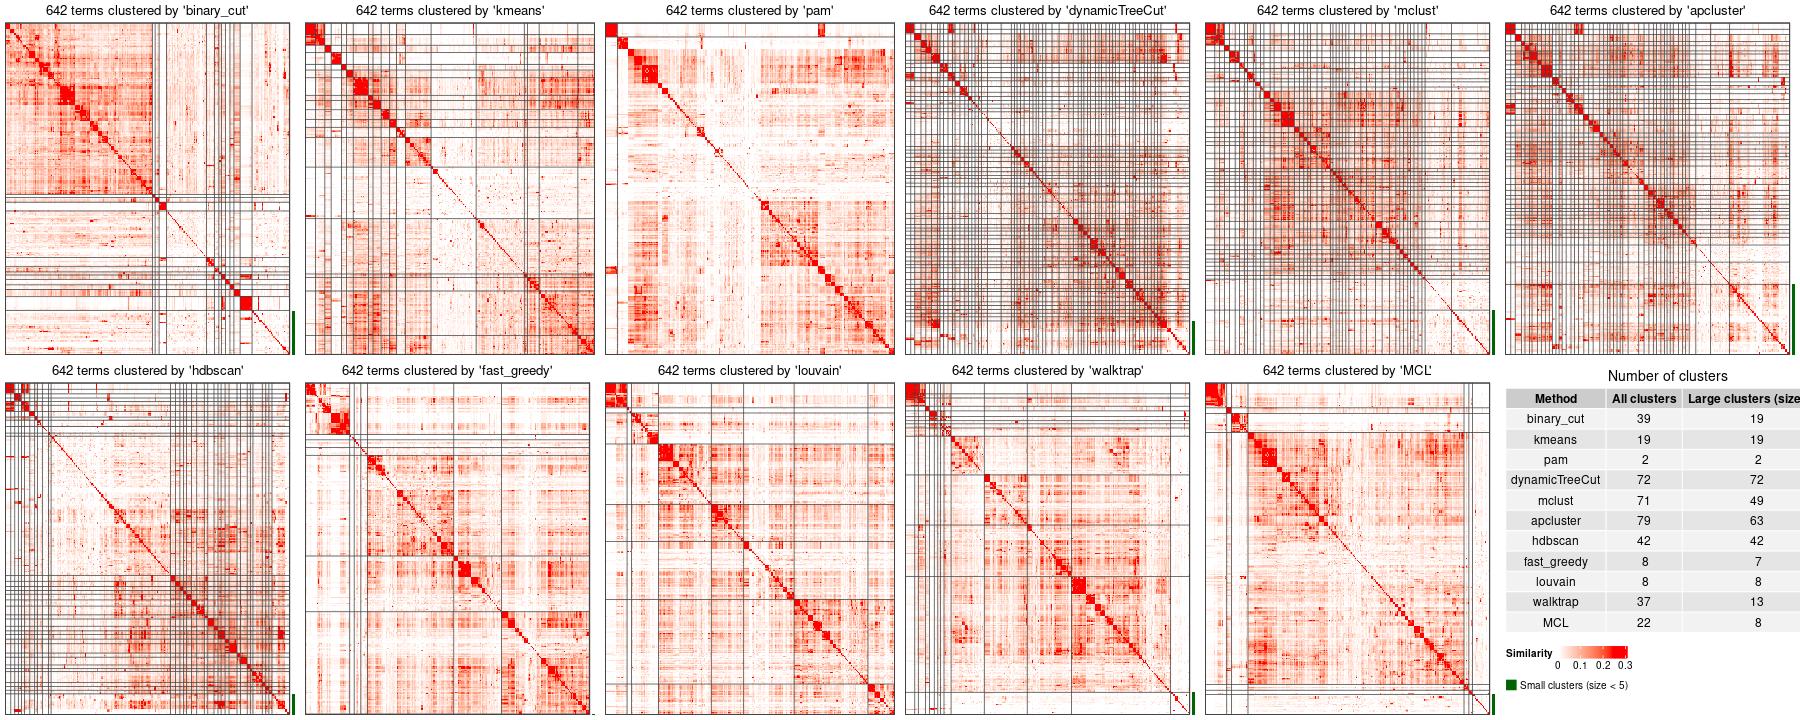 642 terms clustered by 'binary_cut'
642 terms clustered by 'kmeans'
642 terms clustered by 'pam'
642 terms clustered by 'dynamicTreeCut'
642 terms clustered by 'mclust'
642 terms clustered by 'apcluster'
642 terms clustered by 'hdbscan'
642 terms clustered by 'fast_greedy'
642 terms clustered by 'louvain'
642 terms clustered by 'walktrap'
642 terms clustered by 'MCL'
Number of clusters
Method All clusters Large clusters (size
binary_cut 39 19
kmeans 19 19
pam 2 2
dynamicTreeCut 72 72
mclust 71 49
apcluster 79 63
hdbscan 42 42
fast_greedy 8 7
louvain 8 8
walktrap 37 13
MCL 22 8
Similarity
0 0.1 0.2 0.3
Small clusters (size < 5)